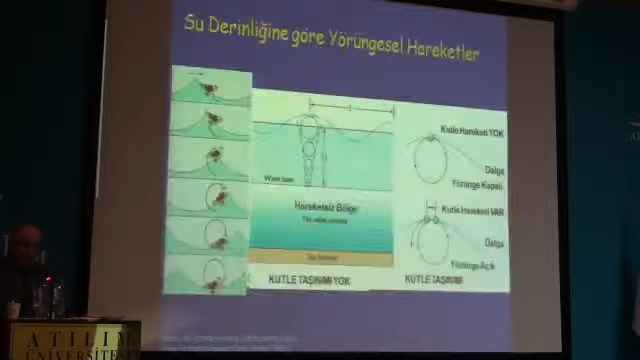 Su Derinliğine göre Yörüngesel Hareketler
Kütle Hareketi YOK
Dalga
Yörünge Kapalı
Hareketsiz Bölge
Kütle Hareketi VAR
Dalga
Yörünge Açık
KÜTLE TAŞINIMI YOK
KÜTLE TAŞINIMI
ATILIM
ÜNİVERSİTESİ